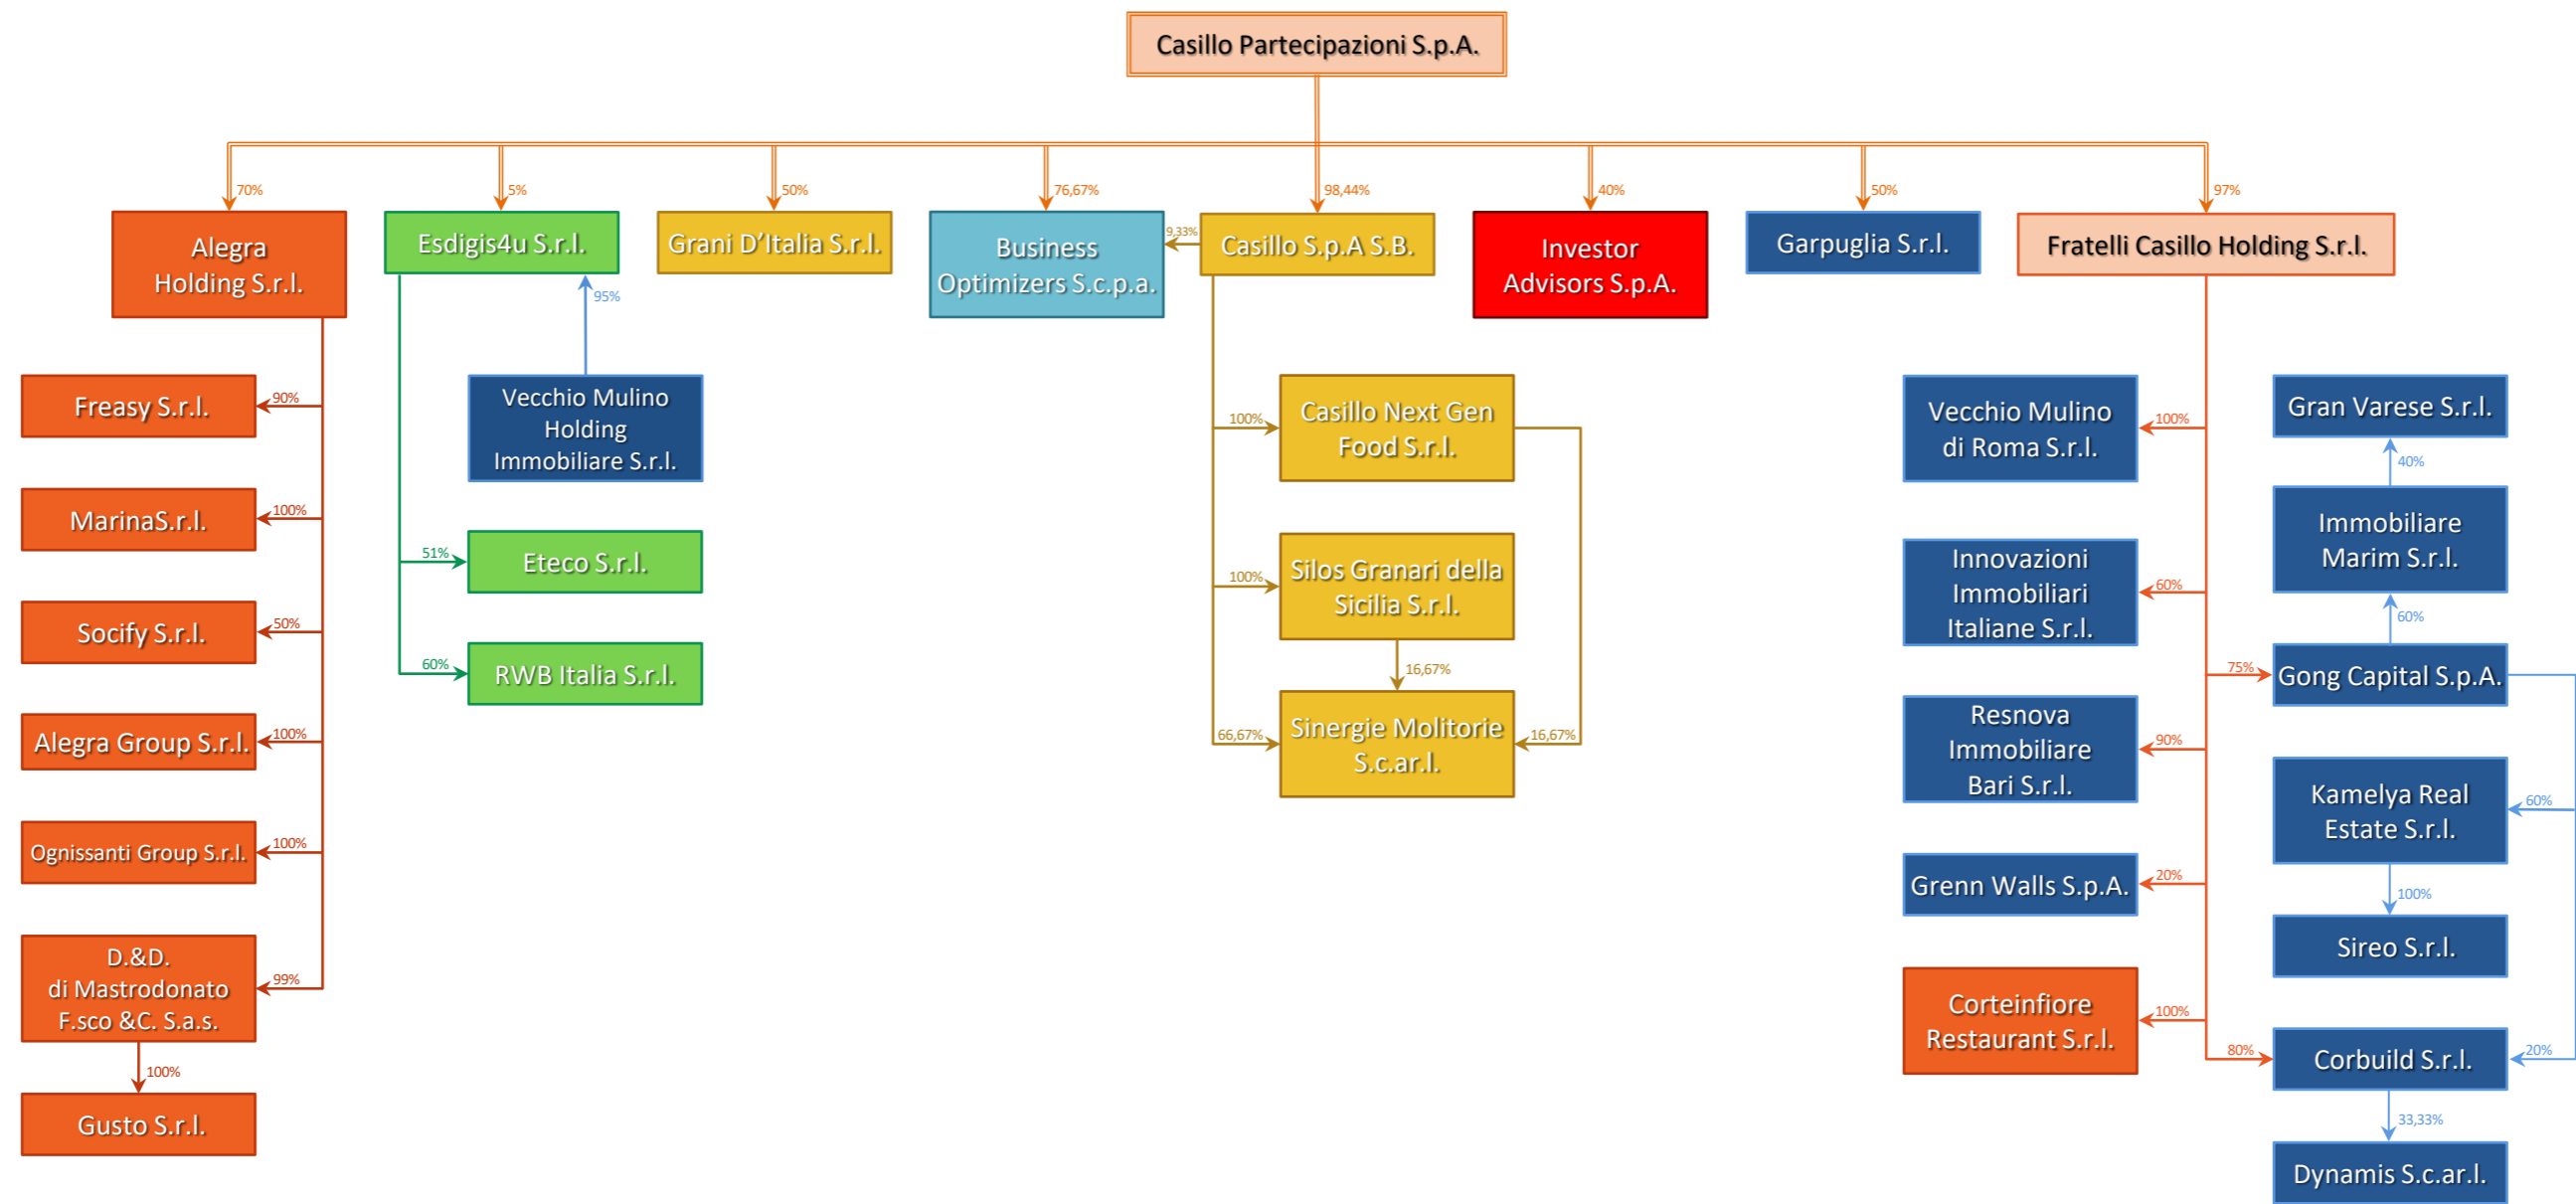 Casillo Partecipazioni S.p.A.
70%
5%
50%
76,67%
98,44%
40%
50%
97%
Alegra
Holding S.r.l.
Esdigis4u S.r.l.
Grani D'Italia S.r.l.
Business
Optimizers S.c.p.a.
9,33%
Casillo S.p.A S.B.
Investor
Advisors S.p.A.
Garpuglia S.r.l.
Fratelli Casillo Holding S.r.l.
95%
Freasy S.r.l.
90%
MarinaS.r.l.
100%
Socify S.r.l.
50%
Alegra Group S.r.l.
100%
Ognissanti Group S.r.l.
100%
D.&D.
di Mastrodonato
F.sco &C. S.a.s.
99%
100%
Gusto S.r.l.
Vecchio Mulino
Holding
Immobiliare S.r.l.
51%
Eteco S.r.l.
60%
RWB Italia S.r.l.
100%
Casillo Next Gen
Food S.r.l.
100%
Silos Granari della
Sicilia S.r.l.
16,67%
66,67%
Sinergie Molitorie
S.c.ar.l.
16,67%
Vecchio Mulino
di Roma S.r.l.
100%
Innovazioni
Immobiliari
Italiane S.r.l.
60%
Resnova
Immobiliare
Bari S.r.l.
90%
Grenn Walls S.p.A.
20%
Corteinfiore
Restaurant S.r.l.
100%
Gran Varese S.r.l.
40%
Immobiliare
Marim S.r.l.
60%
75%
Gong Capital S.p.A.
Kamelya Real
Estate S.r.l.
60%
100%
Sireo S.r.l.
80%
Corbuild S.r.l.
20%
33,33%
Dynamis S.c.ar.l.